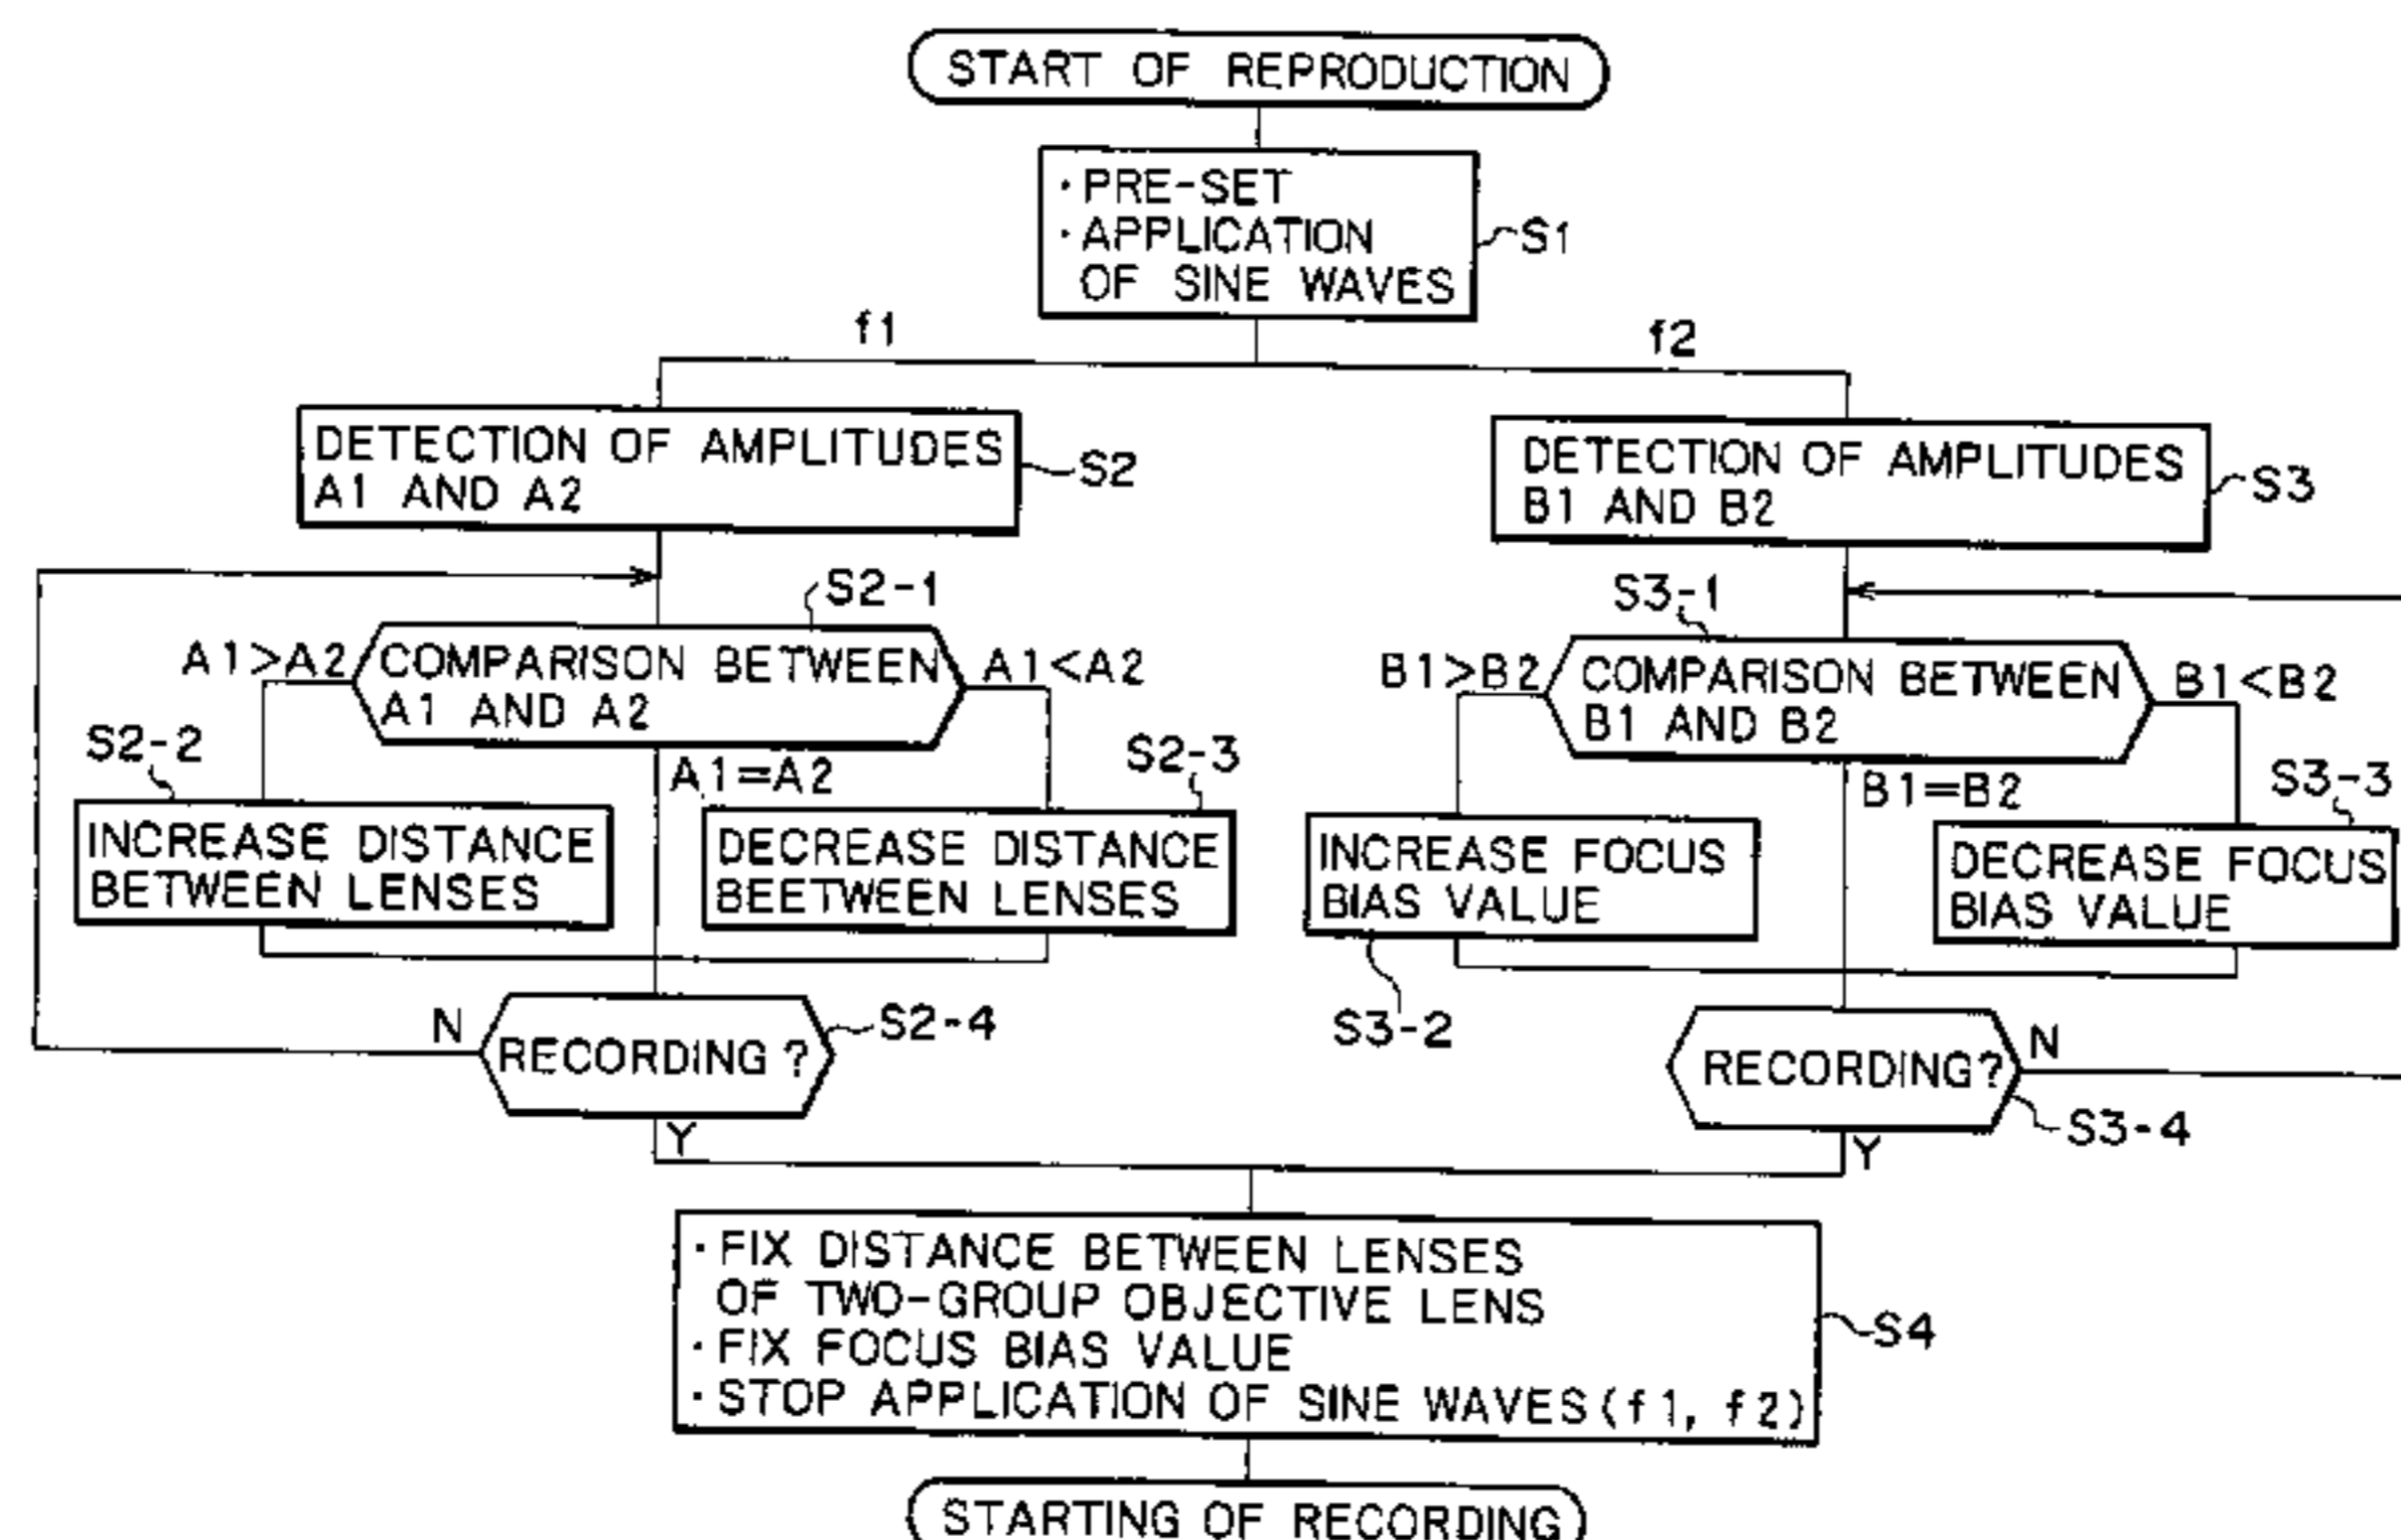 START OF REPRODUCTION
· PRE-SET
· APPLICATION
OF SINE WAVES
S1
f1
f2
DETECTION OF AMPLITUDES
A1 AND A2
S2
DETECTION OF AMPLITUDES
B1 AND B2
S3
S2-1
S3-1
A1>A2
COMPARISON BETWEEN
A1 AND A2
A1<A2
B1>B2
COMPARISON BETWEEN
B1 AND B2
B1<B2
S2-2
A1=A2
S2-3
B1=B2
S3-3
INCREASE DISTANCE
BETWEEN LENSES
DECREASE DISTANCE
BEETWEEN LENSES
INCREASE FOCUS
BIAS VALUE
DECREASE FOCUS
BIAS VALUE
N
RECORDING?
S2-4
S3-2
RECORDING?
N
S3-4
Y
Y
· FIX DISTANCE BETWEEN LENSES
OF TWO-GROUP OBJECTIVE LENS
· FIX FOCUS BIAS VALUE
· STOP APPLICATION OF SINE WAVES (f1, f2)
S4
STARTING OF RECORDING